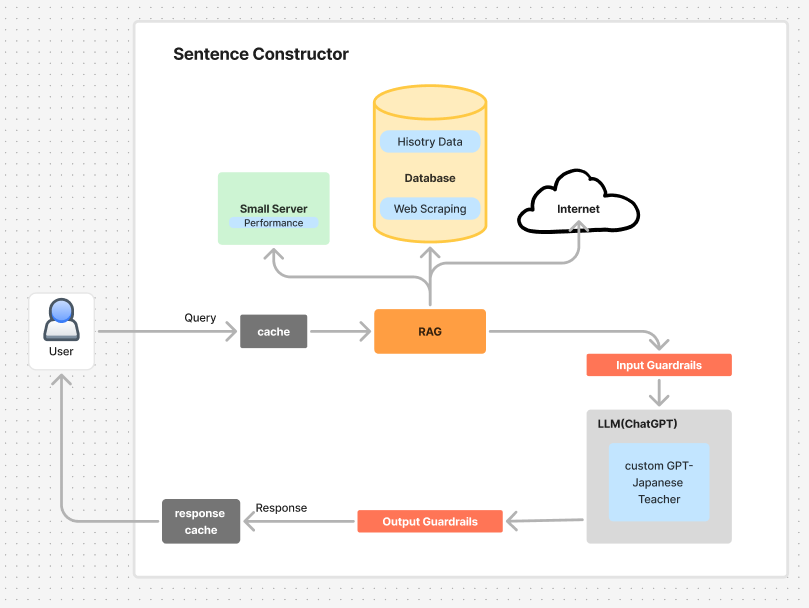 Sentence Constructor
Hisotry Data
Database
Web Scraping
Small Server
Performance
Internet
User
Query
cache
RAG
Input Guardrails
LLM(ChatGPT)
custom GPT-
Japanese
Teacher
Output Guardrails
Response
response
cache